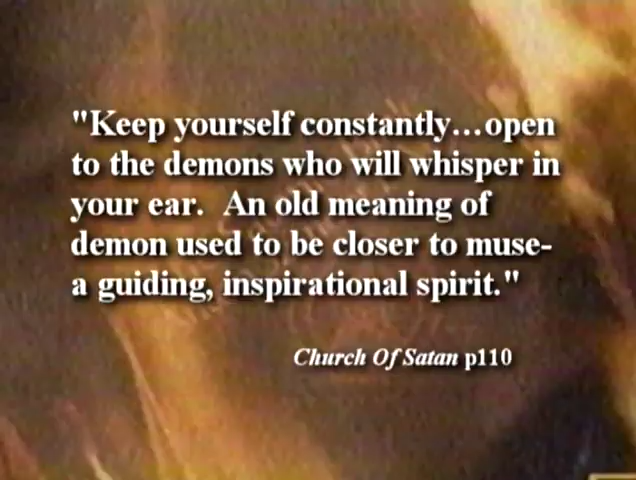 "Keep yourself constantly...open
to the demons who will whisper in
your ear.  An old meaning of
demon used to be closer to muse-
a guiding, inspirational spirit."
Church Of Satan p110